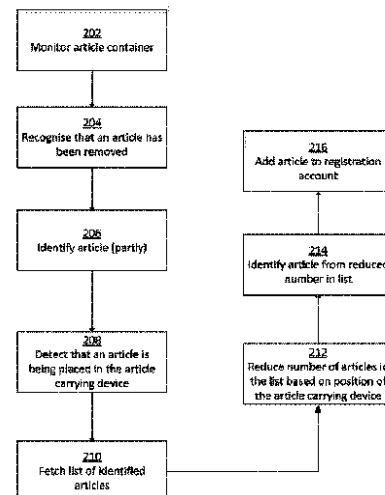 202
Monitor article container
204
Recognise that an article has
been removed
206
Identify article (partly)
208
Detect that an article is
being placed in the article
carrying device
210
Fetch list of identified
articles
216
Add article to registration
account
214
Identify article from reduced
number in list.
212
Reduce number of articles in
the list based on position of
the article carrying device